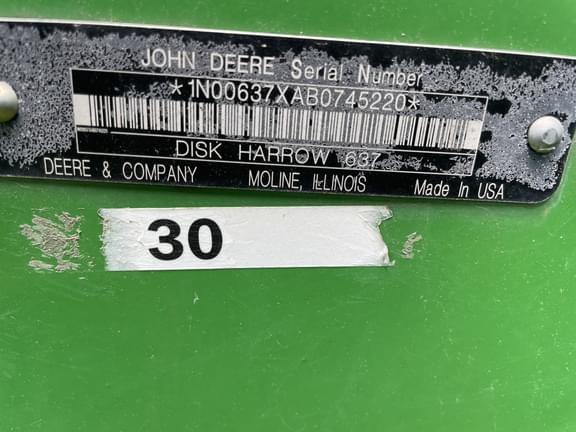 JOHN DEERE Serial Number
*1N00637XAB0745220*
DISK HARROW 637
DEERE & COMPANY MOLINE, ILLINOIS Made In USA
30